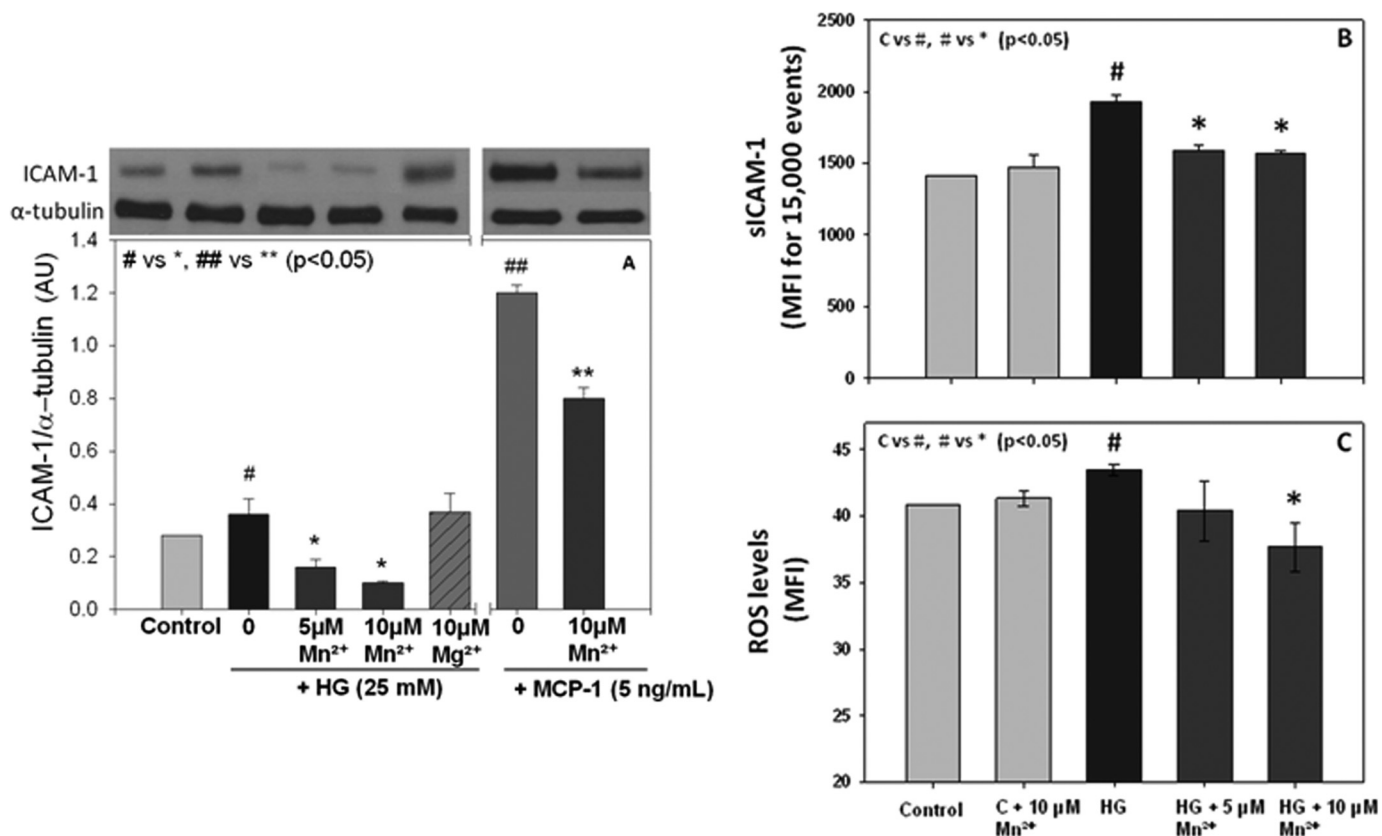 ICAM-1
α-tubulin
# vs *, ## vs ** (p<0.05)
A
ICAM-1/α-tubulin (AU)
1.4
1.2
1.0
0.8
0.6
0.4
0.2
0.0
#
*
*
##
**
Control
0
5µM
Mn²⁺
10µM
Mn²⁺
10µM
Mg²⁺
0
10µM
Mn²⁺
+ HG (25 mM)
+ MCP-1 (5 ng/mL)
C vs #, # vs * (p<0.05)
B
sICAM-1
(MFI for 15,000 events)
2500
2000
1500
1000
500
0
#
*
*
C vs #, # vs * (p<0.05)
C
ROS levels
(MFI)
45
40
35
30
25
20
#
*
Control
C + 10 µM
Mn²⁺
HG
HG + 5 µM
Mn²⁺
HG + 10 µM
Mn²⁺